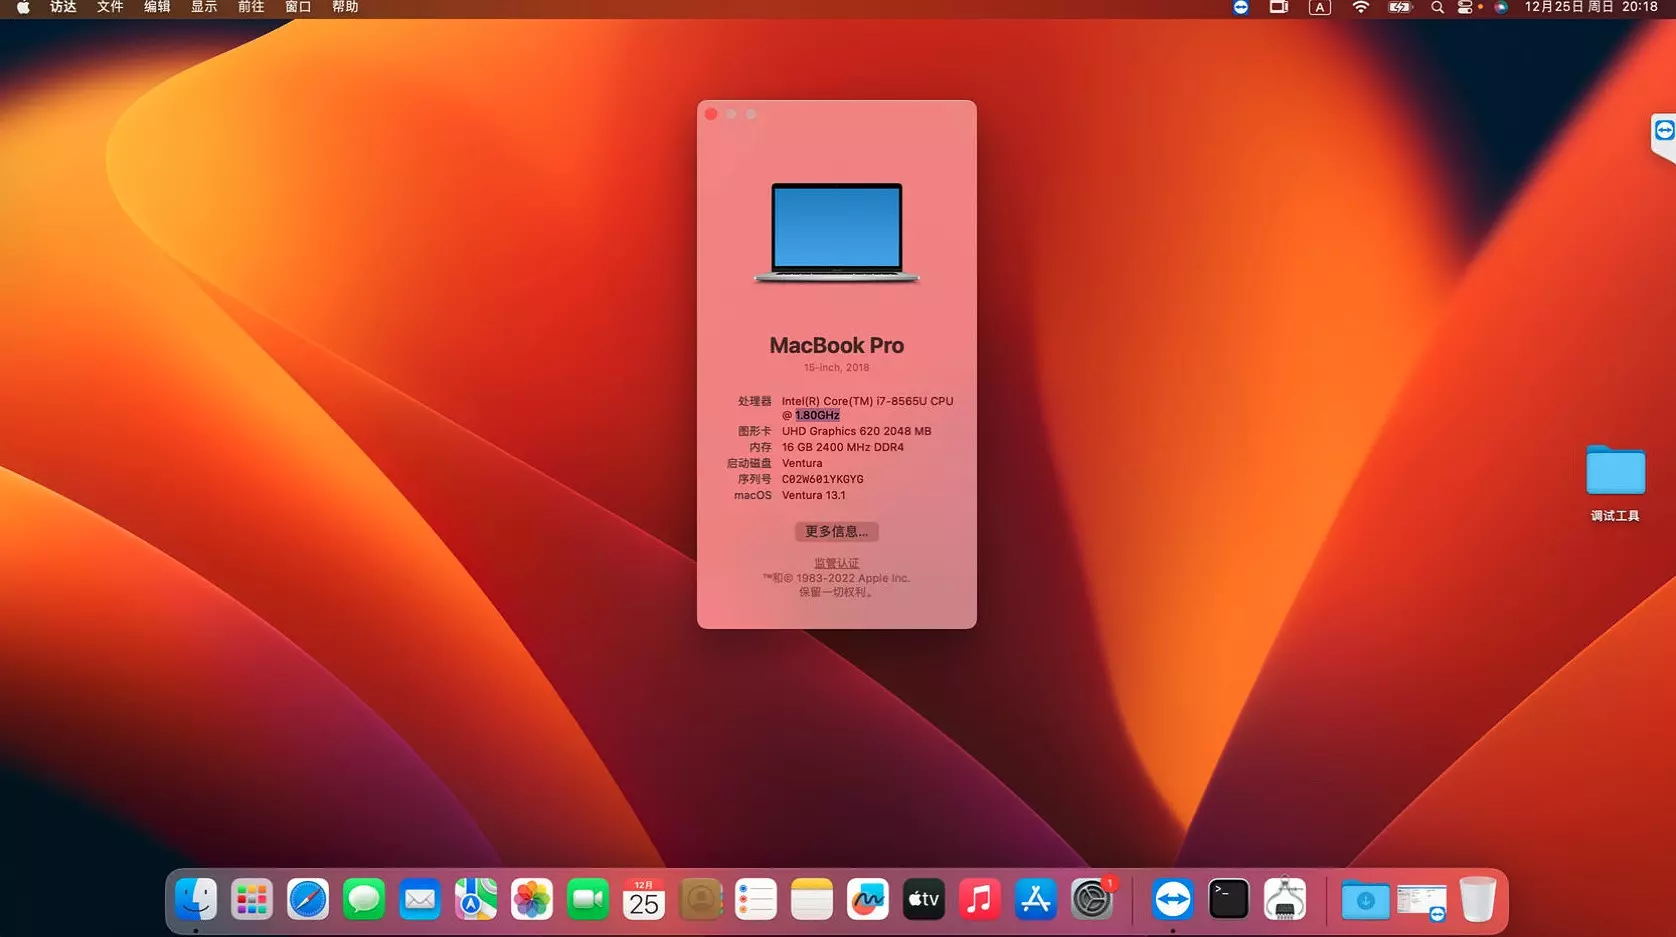 访达 文件 编辑 显示 前往 窗口 帮助
A
12月25日 周日 20:18
MacBook Pro
15-inch, 2018
处理器 Intel(R) Core(TM) i7-8565U CPU
@ 1.80GHz
图形卡 UHD Graphics 620 2048 MB
内存 16 GB 2400 MHz DDR4
启动磁盘 Ventura
序列号 C02W601YKGYG
macOS Ventura 13.1
更多信息...
监管认证
™和© 1983-2022 Apple Inc.
保留一切权利。
调试工具
12月
25
tv
1
>_